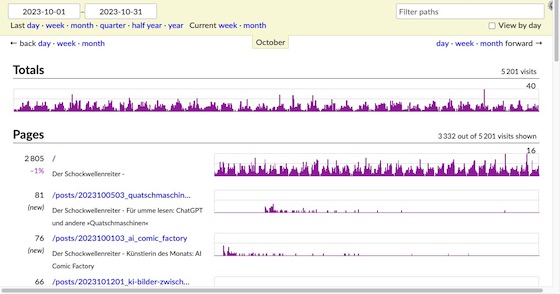 2023-10-01 – 2023-10-31 Filter paths
Last day · week · month · quarter · half year · year Current week · month View by day
← back day · week · month October day · week · month forward →
Totals 5 201 visits
40
Pages 3 332 out of 5 201 visits shown
16
2 805 /
-1% Der Schockwellenreiter -
81 /posts/2023100503_quatschmaschin...
(new) Der Schockwellenreiter - Für umme lesen: ChatGPT
und andere »Quatschmaschinen«
76 /posts/2023100103_ai_comic_factory
(new) Der Schockwellenreiter - Künstlerin des Monats: AI
Comic Factory
66 /posts/2023101201_ki-bilder-zwisch...